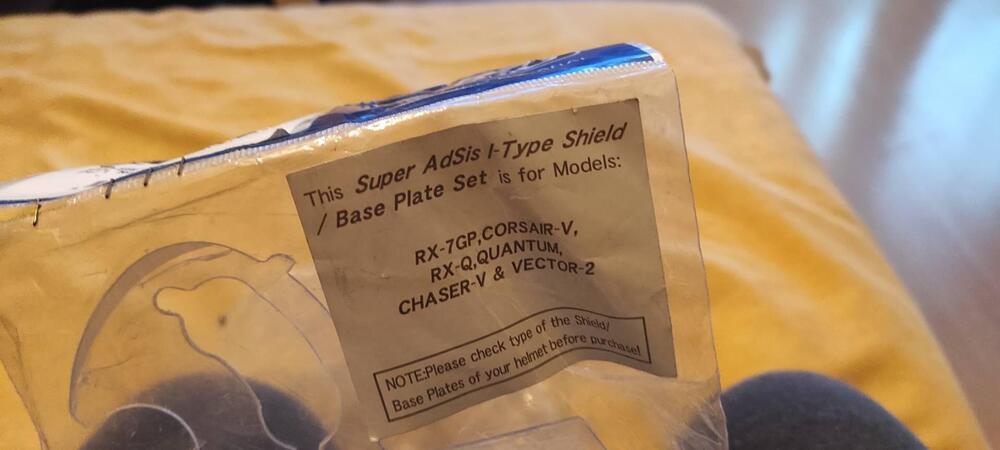 This Super AdSis I-Type Shield
/ Base Plate Set is for Models:
RX-7GP,CORSAIR-V,
RX-Q,QUANTUM,
CHASER-V & VECTOR-2
NOTE:Please check type of the Shield/
Base Plates of your helmet before purchase!